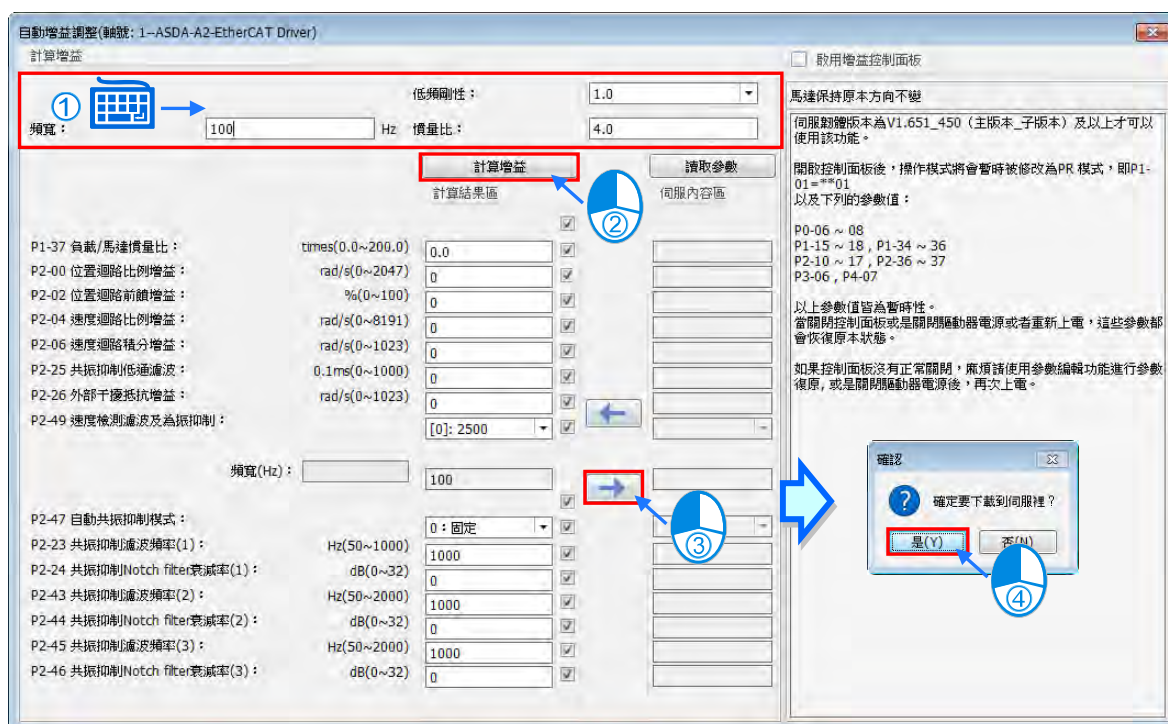 自動增益調整(軸號: 1--ASDA-A2-EtherCAT Driver)
計算增益
①
低頻剛性： 1.0
頻寬： 100 Hz 慣量比： 4.0
計算增益 讀取參數
②
計算結果區 伺服內容區
P1-37 負載/馬達慣量比： times(0.0~200.0) 0.0
P2-00 位置迴路比例增益： rad/s(0~2047) 0
P2-02 位置迴路前饋增益： %(0~100) 0
P2-04 速度迴路比例增益： rad/s(0~8191) 0
P2-06 速度迴路積分增益： rad/s(0~1023) 0
P2-25 共振抑制低通濾波： 0.1ms(0~1000) 0
P2-26 外部干擾抵抗增益： rad/s(0~1023) 0
P2-49 速度檢測濾波及為振抑制： [0]: 2500
頻寬(Hz)： 100
③
P2-47 自動共振抑制模式： 0：固定
P2-23 共振抑制濾波頻率(1)： Hz(50~1000) 1000
P2-24 共振抑制Notch filter衰減率(1)： dB(0~32) 0
P2-43 共振抑制濾波頻率(2)： Hz(50~2000) 1000
P2-44 共振抑制Notch filter衰減率(2)： dB(0~32) 0
P2-45 共振抑制濾波頻率(3)： Hz(50~2000) 1000
P2-46 共振抑制Notch filter衰減率(3)： dB(0~32) 0
啟用增益控制面板
馬達保持原本方向不變
伺服韌體版本為V1.651_450（主版本_子版本）及以上才可以
使用該功能。
開啟控制面板後，操作模式將會暫時被修改為PR 模式，即P1-
01=**01
以及下列的參數值：
P0-06 ~ 08
P1-15 ~ 18 , P1-34 ~ 36
P2-10 ~ 17 , P2-36 ~ 37
P3-06 , P4-07
以上參數值皆為暫時性。
當關閉控制面板或是關閉驅動器電源或者重新上電，這些參數都
會恢復原本狀態。
如果控制面板沒有正常關閉，麻煩請使用參數編輯功能進行參數
復原, 或是關閉驅動器電源後，再次上電。
確認
確定要下載到伺服裡？
是(Y) 否(N)
④